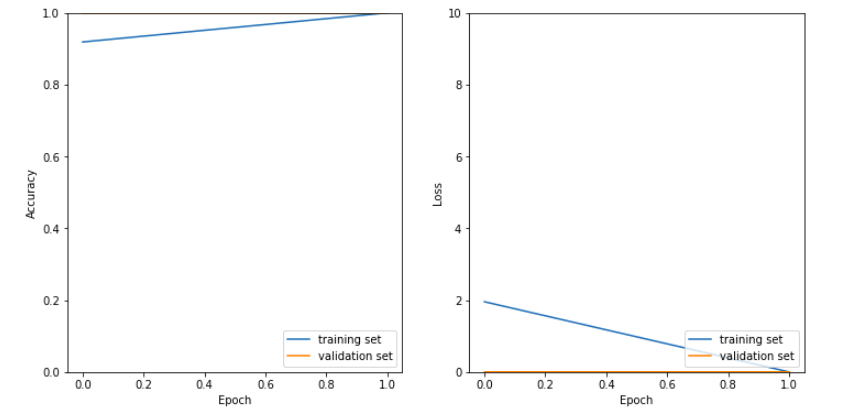 1.0
0.8
0.6
0.4
0.2
0.0
Accuracy
0.0 0.2 0.4 0.6 0.8 1.0
Epoch
training set
validation set
10
8
6
4
2
0
Loss
0.0 0.2 0.4 0.6 0.8 1.0
Epoch
training set
validation set